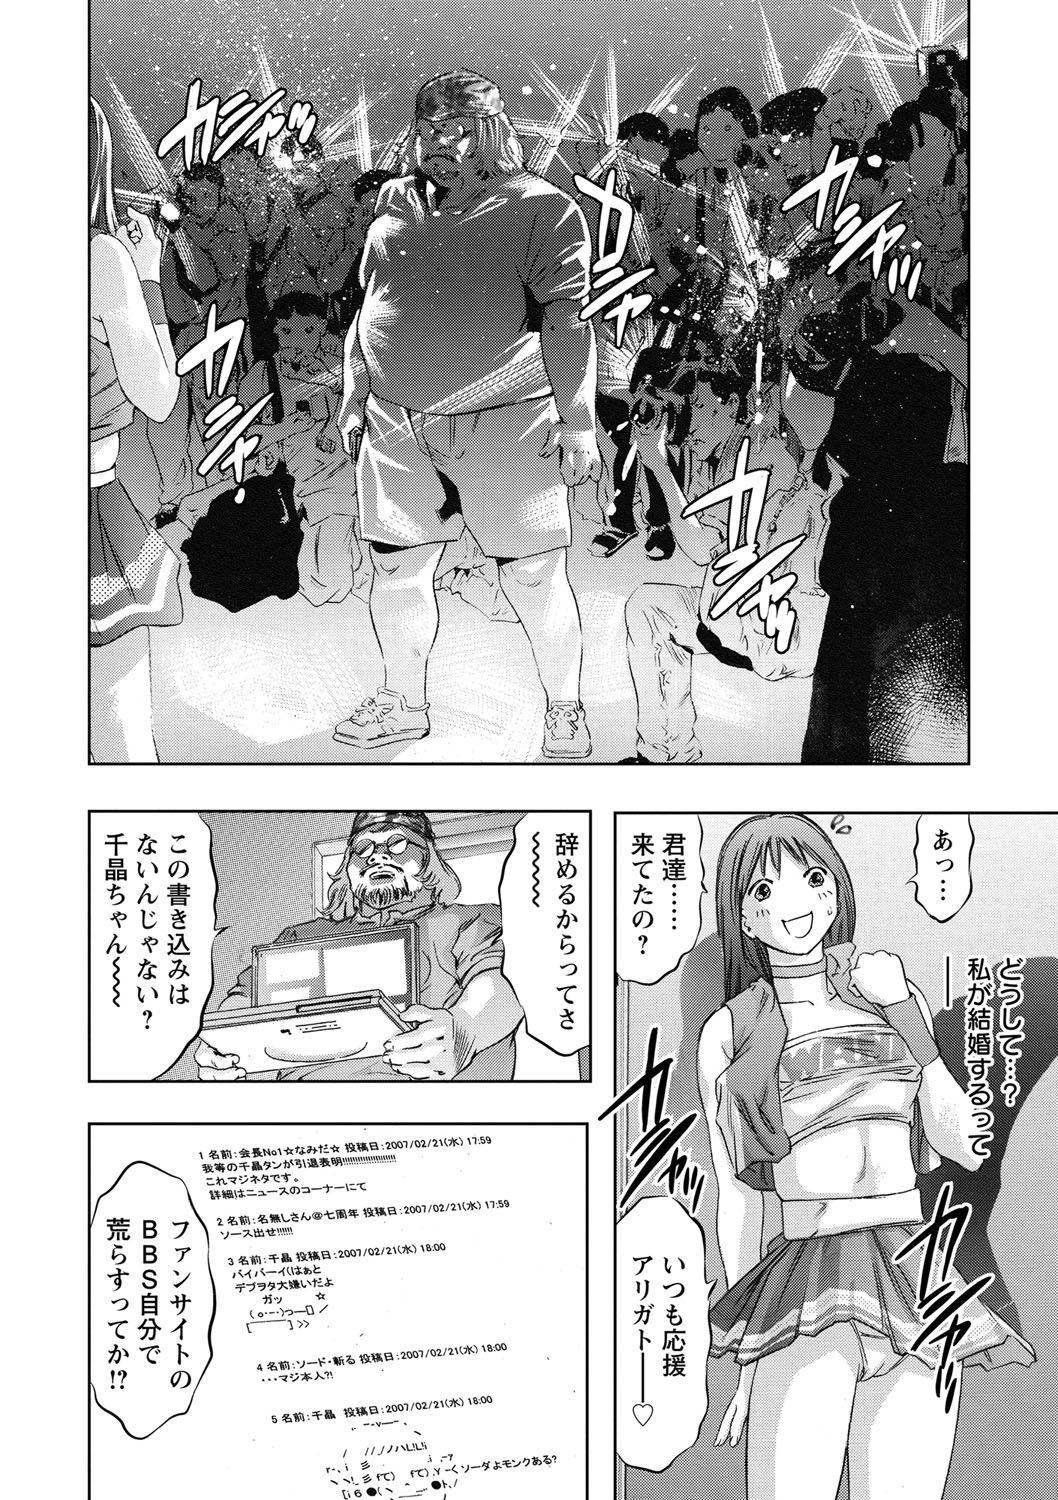 カシャッ
カシャ
カシャッ
カシャ…
カシャッ
あっ…
君達……
来てたの?
どうして…?
私が結婚するって
――
いつも応援
アリガト――♡
カシャッ
カシャッ
辞めるからってさ
～～～～
この書き込みは
ないんじゃない?
千晶ちゃん～～～～
1 名前:会長No1☆なみだ☆ 投稿日:2007/02/21(水) 17:59
我等の千晶タンが引退表明!!!!!!!!!!!!!!!!!!!!
これマジネタです。
詳細はニュースのコーナーにて
2 名前:名無しさん@七周年 投稿日:2007/02/21(水) 17:59
ソース出せ!!!!!!
3 名前:千晶 投稿日:2007/02/21(水) 18:00
バイバーイ(はぁと
デブヲタ大嫌いだよ
ガッ ☆
4 名前:ソード・斬る 投稿日:2007/02/21(水) 18:00
・・・マジ本人?!
5 名前:千晶 投稿日:2007/02/21(水) 18:00
くソーダよモンクある?
ファンサイトの
BBS自分で
荒らすってか!?